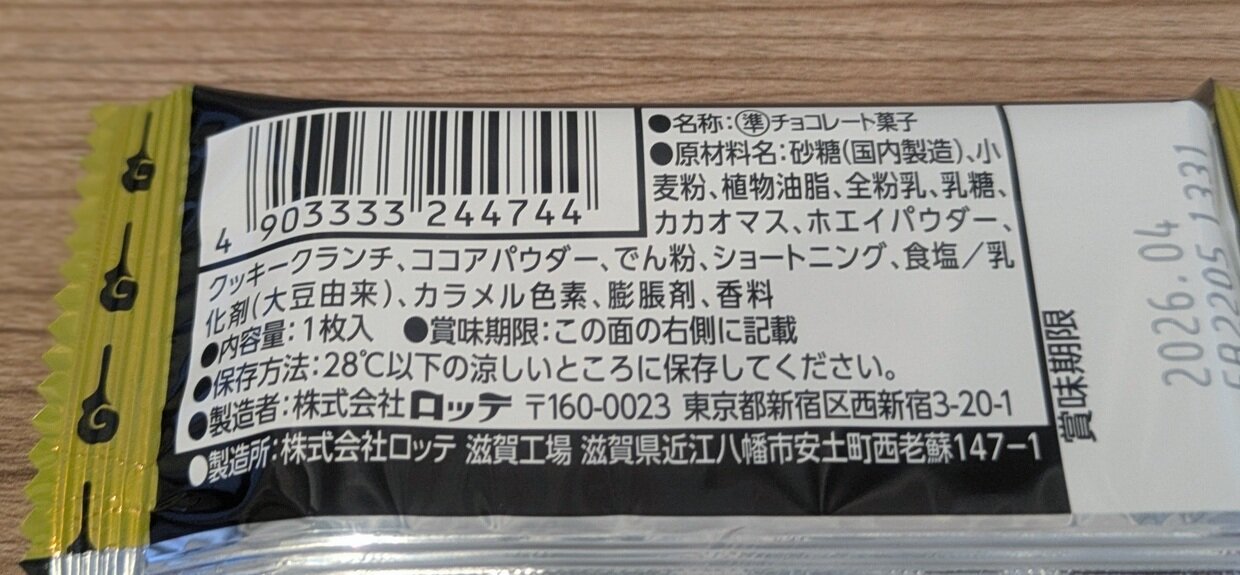 4 903333 244744
●名称:㊜チョコレート菓子
●原材料名:砂糖(国内製造)、小
麦粉、植物油脂、全粉乳、乳糖、
カカオマス、ホエイパウダー、
クッキークランチ、ココアパウダー、でん粉、ショートニング、食塩/乳
化剤(大豆由来)、カラメル色素、膨脹剤、香料
●内容量:1枚入 ●賞味期限:この面の右側に記載
●保存方法:28℃以下の涼しいところに保存してください。
●製造者:株式会社ロッテ 〒160-0023 東京都新宿区西新宿3-20-1
●製造所:株式会社ロッテ 滋賀工場 滋賀県近江八幡市安土町西老蘇147-1
賞味期限
2026.04
1331